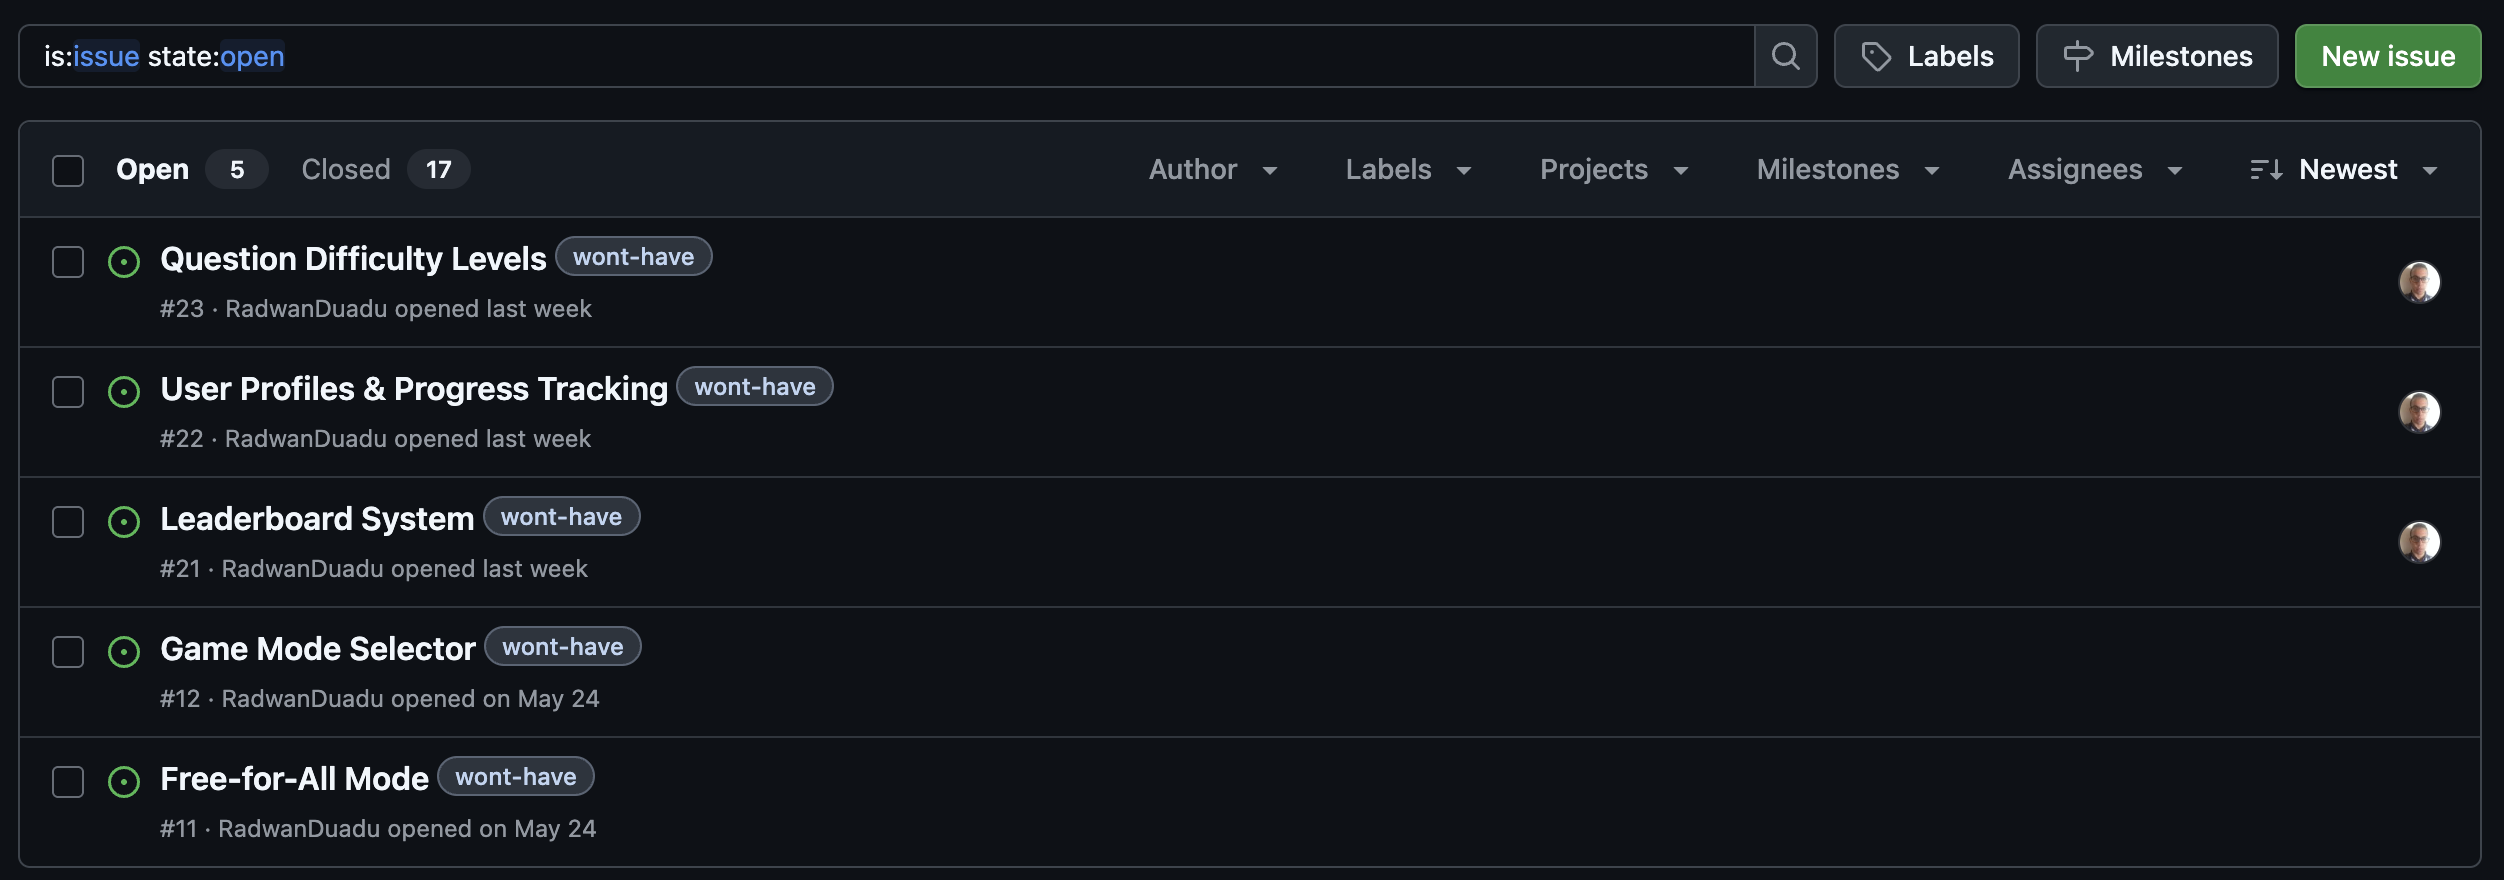 is:issue state:open
Labels
Milestones
New issue
Open 5 Closed 17 Author Labels Projects Milestones Assignees Newest
Question Difficulty Levels wont-have
#23 · RadwanDuadu opened last week
User Profiles & Progress Tracking wont-have
#22 · RadwanDuadu opened last week
Leaderboard System wont-have
#21 · RadwanDuadu opened last week
Game Mode Selector wont-have
#12 · RadwanDuadu opened on May 24
Free-for-All Mode wont-have
#11 · RadwanDuadu opened on May 24